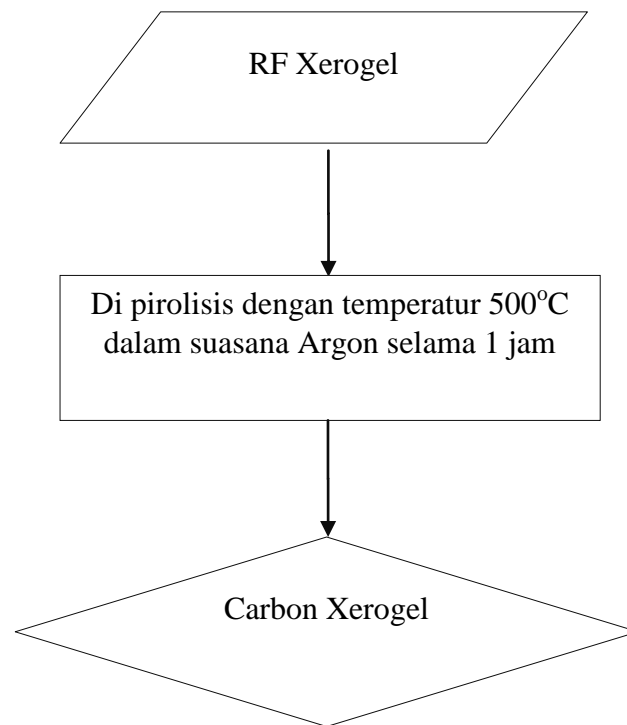 RF Xerogel
Di pirolisis dengan temperatur 500°C
dalam suasana Argon selama 1 jam
Carbon Xerogel